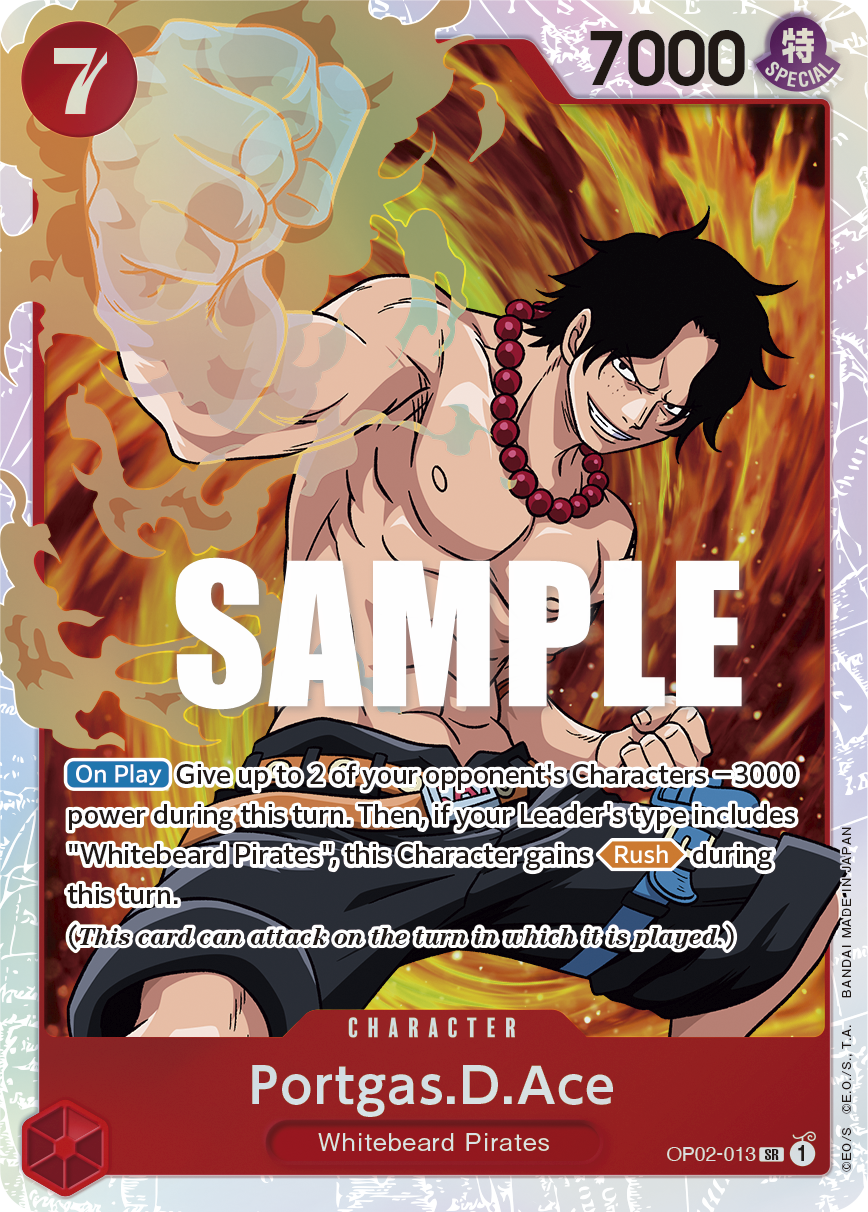 7
7000
特
SPECIAL
SAMPLE
On Play Give up to 2 of your opponent's Characters −3000
power during this turn. Then, if your Leader's type includes
"Whitebeard Pirates", this Character gains Rush during
this turn.
(This card can attack on the turn in which it is played.)
CHARACTER
Portgas.D.Ace
Whitebeard Pirates
OP02-013 SR 1
©EO/S ©E.O./S., T.A. BANDAI MADE IN JAPAN